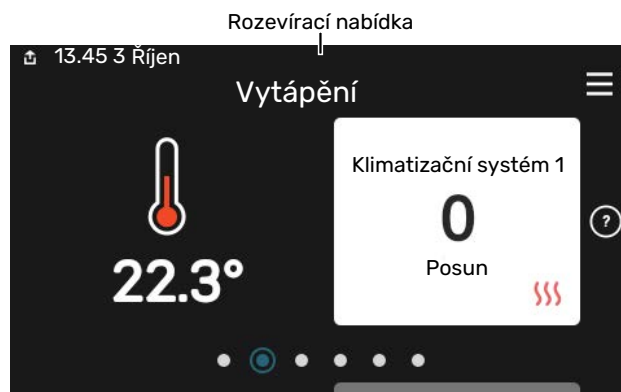 Rozevírací nabídka
13.45 3 Říjen
Vytápění
Klimatizační systém 1
0
Posun
22.3°
?